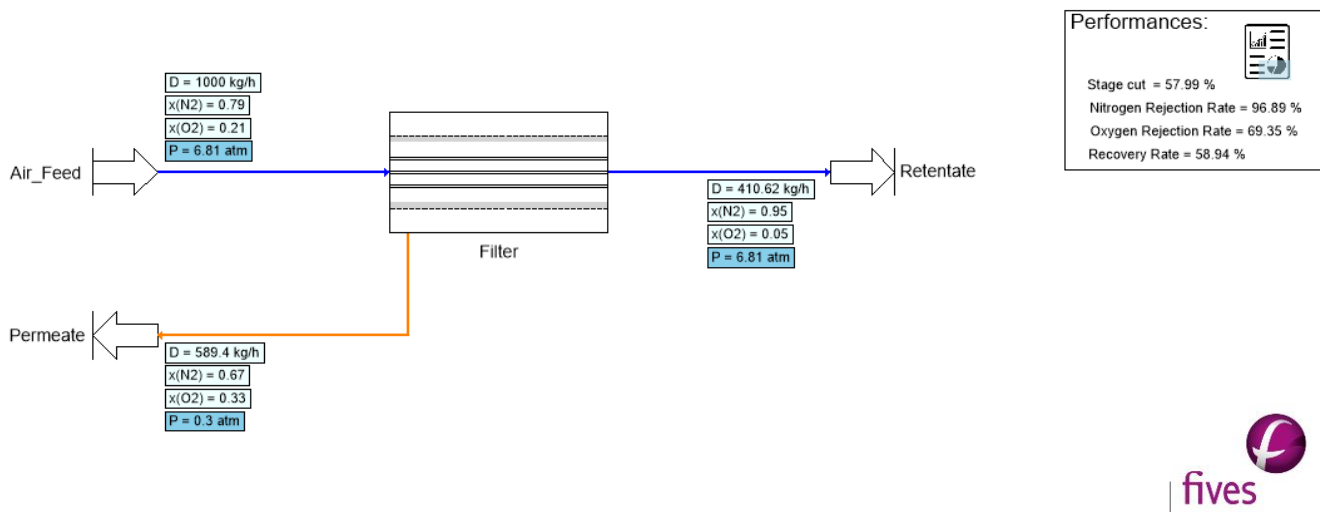 Performances:
Stage cut = 57.99 %
Nitrogen Rejection Rate = 96.89 %
Oxygen Rejection Rate = 69.35 %
Recovery Rate = 58.94 %
D = 1000 kg/h
x(N2) = 0.79
x(O2) = 0.21
P = 6.81 atm
Air_Feed
Filter
Retentate
D = 410.62 kg/h
x(N2) = 0.95
x(O2) = 0.05
P = 6.81 atm
Permeate
D = 589.4 kg/h
x(N2) = 0.67
x(O2) = 0.33
P = 0.3 atm
fives